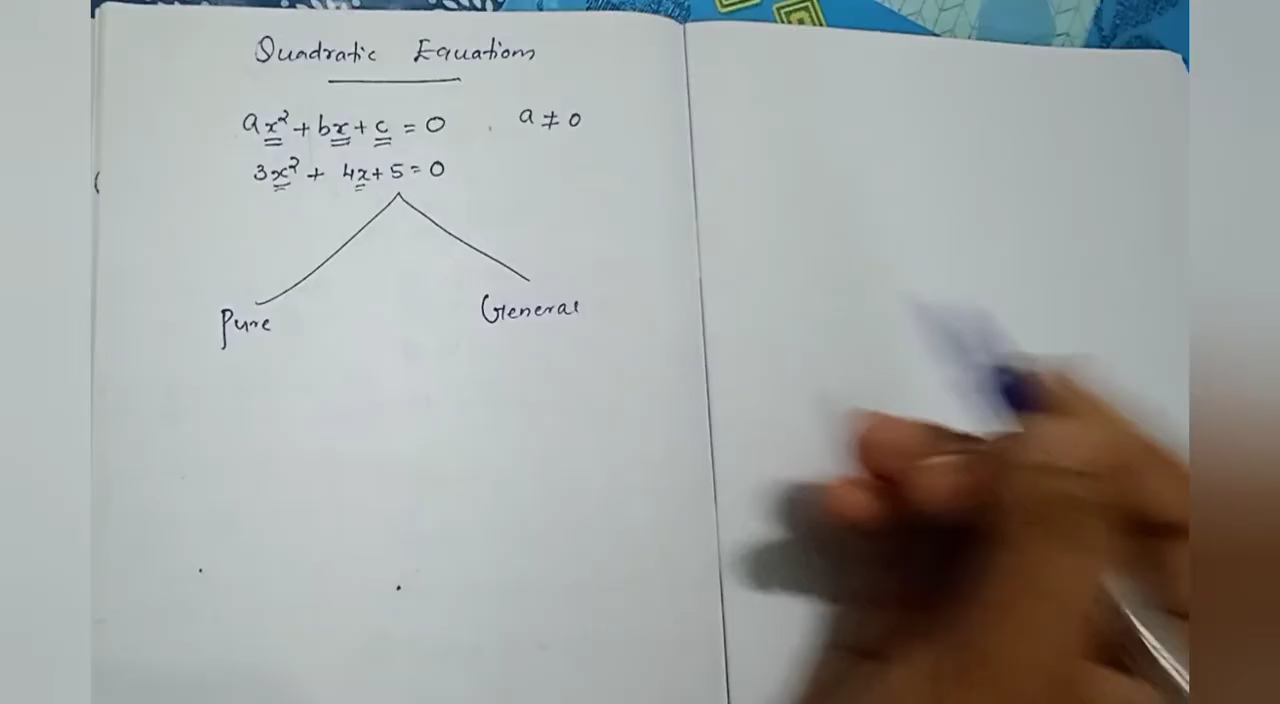 Quadratic Equations
ax² + bx + c = 0 a ≠ 0
3x² + 4x + 5 = 0
Pure General